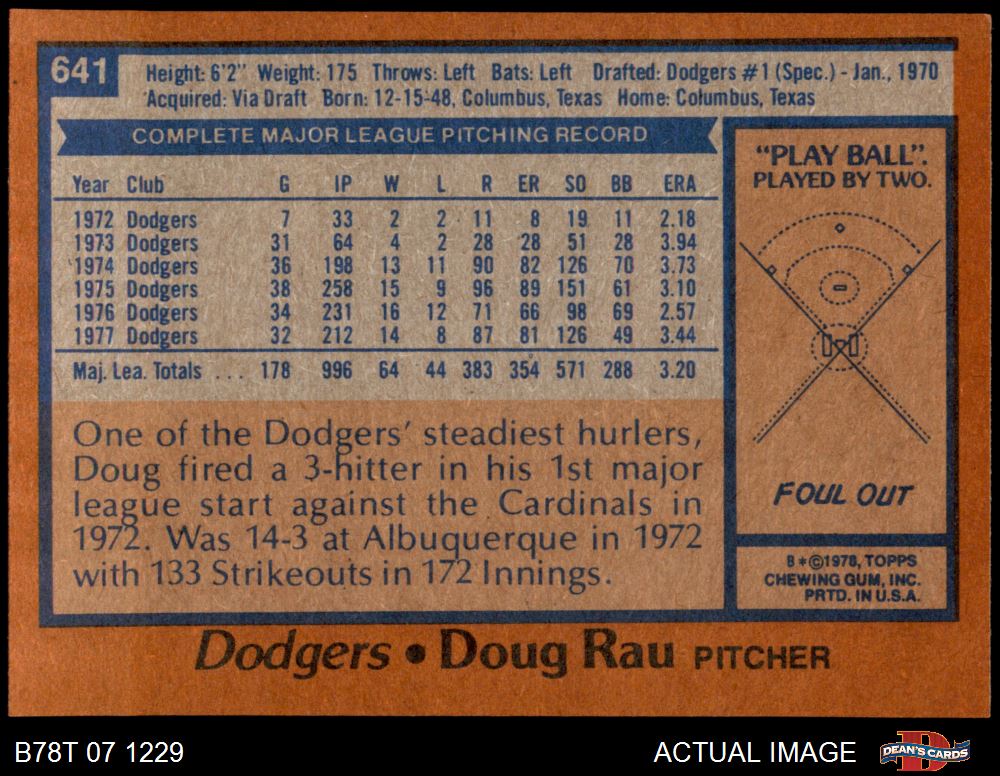 641
Height: 6'2" Weight: 175 Throws: Left Bats: Left Drafted: Dodgers #1 (Spec.) - Jan., 1970
Acquired: Via Draft Born: 12-15-48, Columbus, Texas Home: Columbus, Texas
COMPLETE MAJOR LEAGUE PITCHING RECORD
Year Club G IP W L R ER SO BB ERA
1972 Dodgers 7 33 2 2 11 8 19 11 2.18
1973 Dodgers 31 64 4 2 28 28 51 28 3.94
1974 Dodgers 36 198 13 11 90 82 126 70 3.73
1975 Dodgers 38 258 15 9 96 89 151 61 3.10
1976 Dodgers 34 231 16 12 71 66 98 69 2.57
1977 Dodgers 32 212 14 8 87 81 126 49 3.44
Maj. Lea. Totals ... 178 996 64 44 383 354 571 288 3.20
One of the Dodgers' steadiest hurlers,
Doug fired a 3-hitter in his 1st major
league start against the Cardinals in
1972. Was 14-3 at Albuquerque in 1972
with 133 Strikeouts in 172 Innings.
"PLAY BALL".
PLAYED BY TWO.
FOUL OUT
B*©1978, TOPPS
CHEWING GUM, INC.
PRTD. IN U.S.A.
Dodgers • Doug Rau PITCHER
B78T 07 1229
ACTUAL IMAGE
D
DEAN'S CARDS